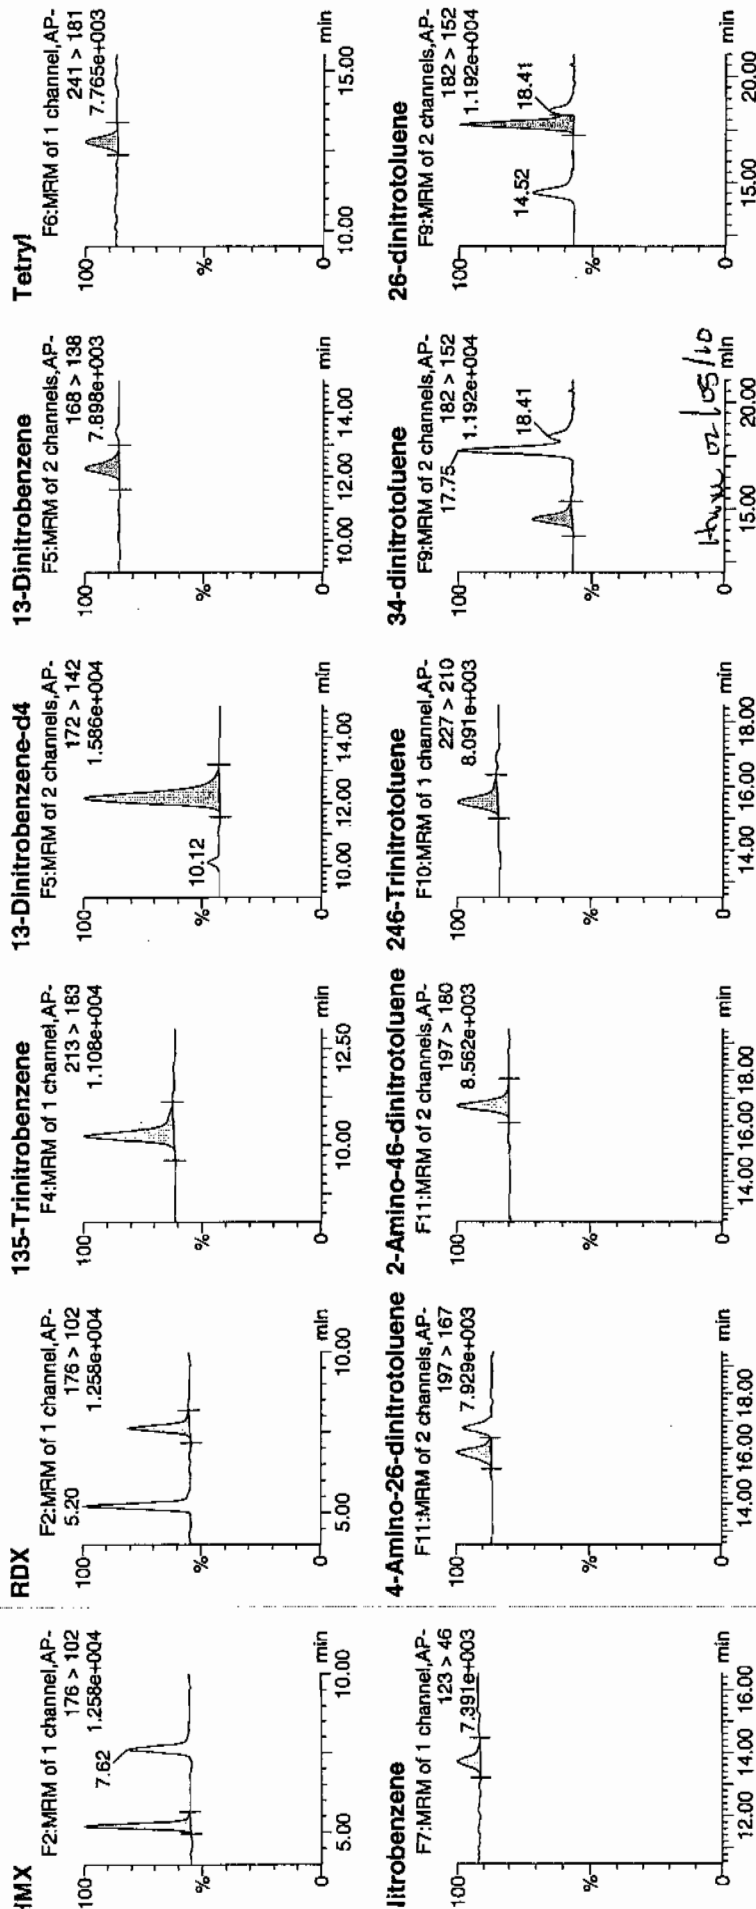 HMX
F2:MRM of 1 channel,AP-
176 > 102
1.258e+004
100
7.62
%
0
5.00
10.00
min
RDX
F2:MRM of 1 channel,AP-
176 > 102
1.258e+004
100
5.20
%
0
5.00
10.00
min
135-Trinitrobenzene
F4:MRM of 1 channel,AP-
213 > 183
1.108e+004
100
%
0
10.00
12.50
min
13-Dinitrobenzene-d4
F5:MRM of 2 channels,AP-
172 > 142
1.586e+004
100
10.12
%
0
10.00
12.00
14.00
min
13-Dinitrobenzene
F5:MRM of 2 channels,AP-
168 > 138
7.898e+003
100
%
0
10.00
12.00
14.00
min
Tetryl
F6:MRM of 1 channel,AP-
241 > 181
7.765e+003
100
%
0
10.00
15.00
min
Nitrobenzene
F7:MRM of 1 channel,AP-
123 > 46
7.391e+003
100
%
0
12.00
14.00
16.00
min
4-Amino-26-dinitrotoluene
F11:MRM of 2 channels,AP-
197 > 167
7.929e+003
100
%
0
14.00
16.00
18.00
min
2-Amino-46-dinitrotoluene
F11:MRM of 2 channels,AP-
197 > 180
8.562e+003
100
%
0
14.00
16.00
18.00
min
246-Trinitrotoluene
F10:MRM of 1 channel,AP-
227 > 210
8.091e+003
100
%
0
14.00
16.00
18.00
min
34-dinitrotoluene
F9:MRM of 2 channels,AP-
182 > 152
1.192e+004
100
17.75
18.41
%
02/05/10
0
15.00
20.00
min
26-dinitrotoluene
F9:MRM of 2 channels,AP-
182 > 152
1.192e+004
100
14.52
18.41
%
0
15.00
20.00
min